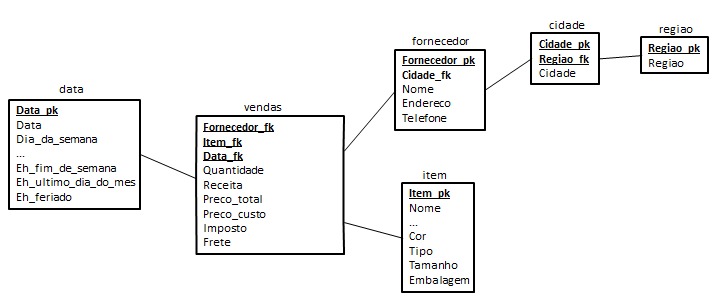 data
Data_pk
Data
Dia_da_semana
...
Eh_fim_de_semana
Eh_ultimo_dia_do_mes
Eh_feriado
vendas
Fornecedor_fk
Item_fk
Data_fk
Quantidade
Receita
Preco_total
Preco_custo
Imposto
Frete
fornecedor
Fornecedor_pk
Cidade_fk
Nome
Endereco
Telefone
item
Item_pk
Nome
...
Cor
Tipo
Tamanho
Embalagem
cidade
Cidade_pk
Regiao_fk
Cidade
regiao
Regiao_pk
Regiao